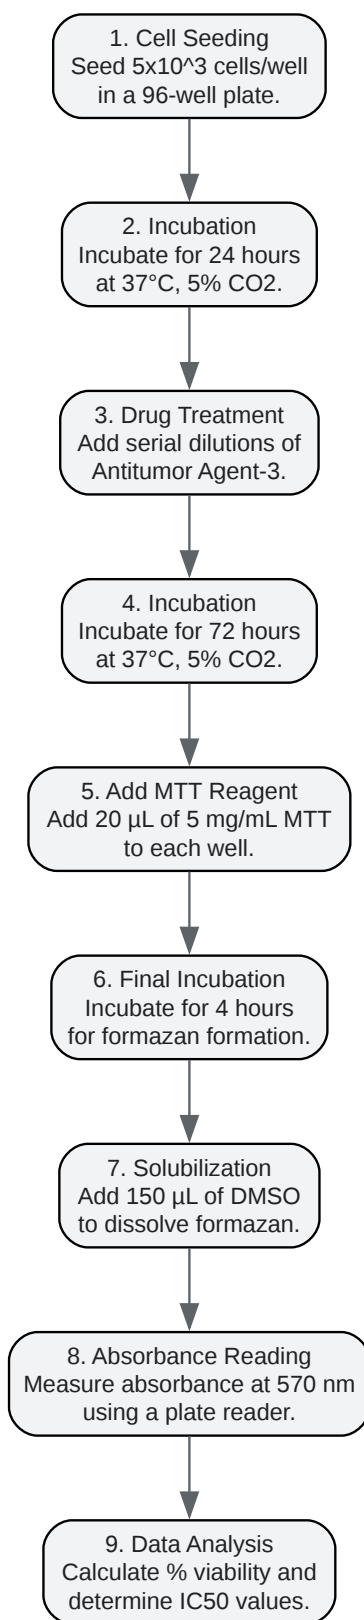 1. Cell Seeding
Seed 5x10^3 cells/well
in a 96-well plate.
2. Incubation
Incubate for 24 hours
at 37°C, 5% CO2.
3. Drug Treatment
Add serial dilutions of
Antitumor Agent-3.
4. Incubation
Incubate for 72 hours
at 37°C, 5% CO2.
5. Add MTT Reagent
Add 20 µL of 5 mg/mL MTT
to each well.
6. Final Incubation
Incubate for 4 hours
for formazan formation.
7. Solubilization
Add 150 µL of DMSO
to dissolve formazan.
8. Absorbance Reading
Measure absorbance at 570 nm
using a plate reader.
9. Data Analysis
Calculate % viability and
determine IC50 values.